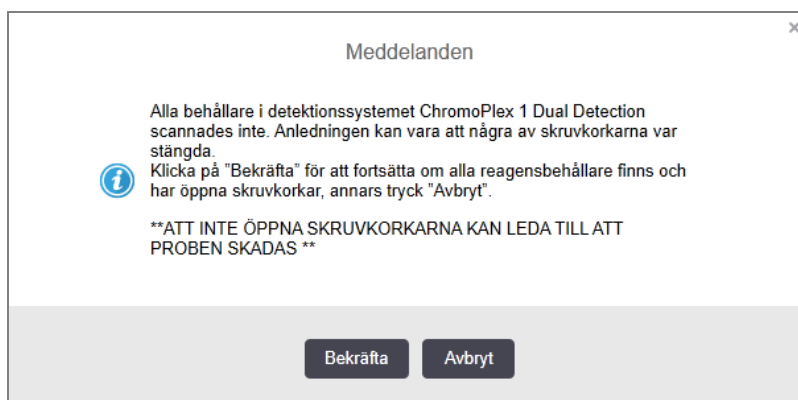 Meddelanden
Alla behållare i detektionssystemet ChromoPlex 1 Dual Detection
scannades inte. Anledningen kan vara att några av skruvkorkarna var
stängda.
Klicka på ”Bekräfta” för att fortsätta om alla reagensbehållare finns och
har öppna skruvkorkar, annars tryck ”Avbryt”.
**ATT INTE ÖPPNA SKRUVKORKARNA KAN LEDA TILL ATT
PROBEN SKADAS **
Bekräfta
Avbryt